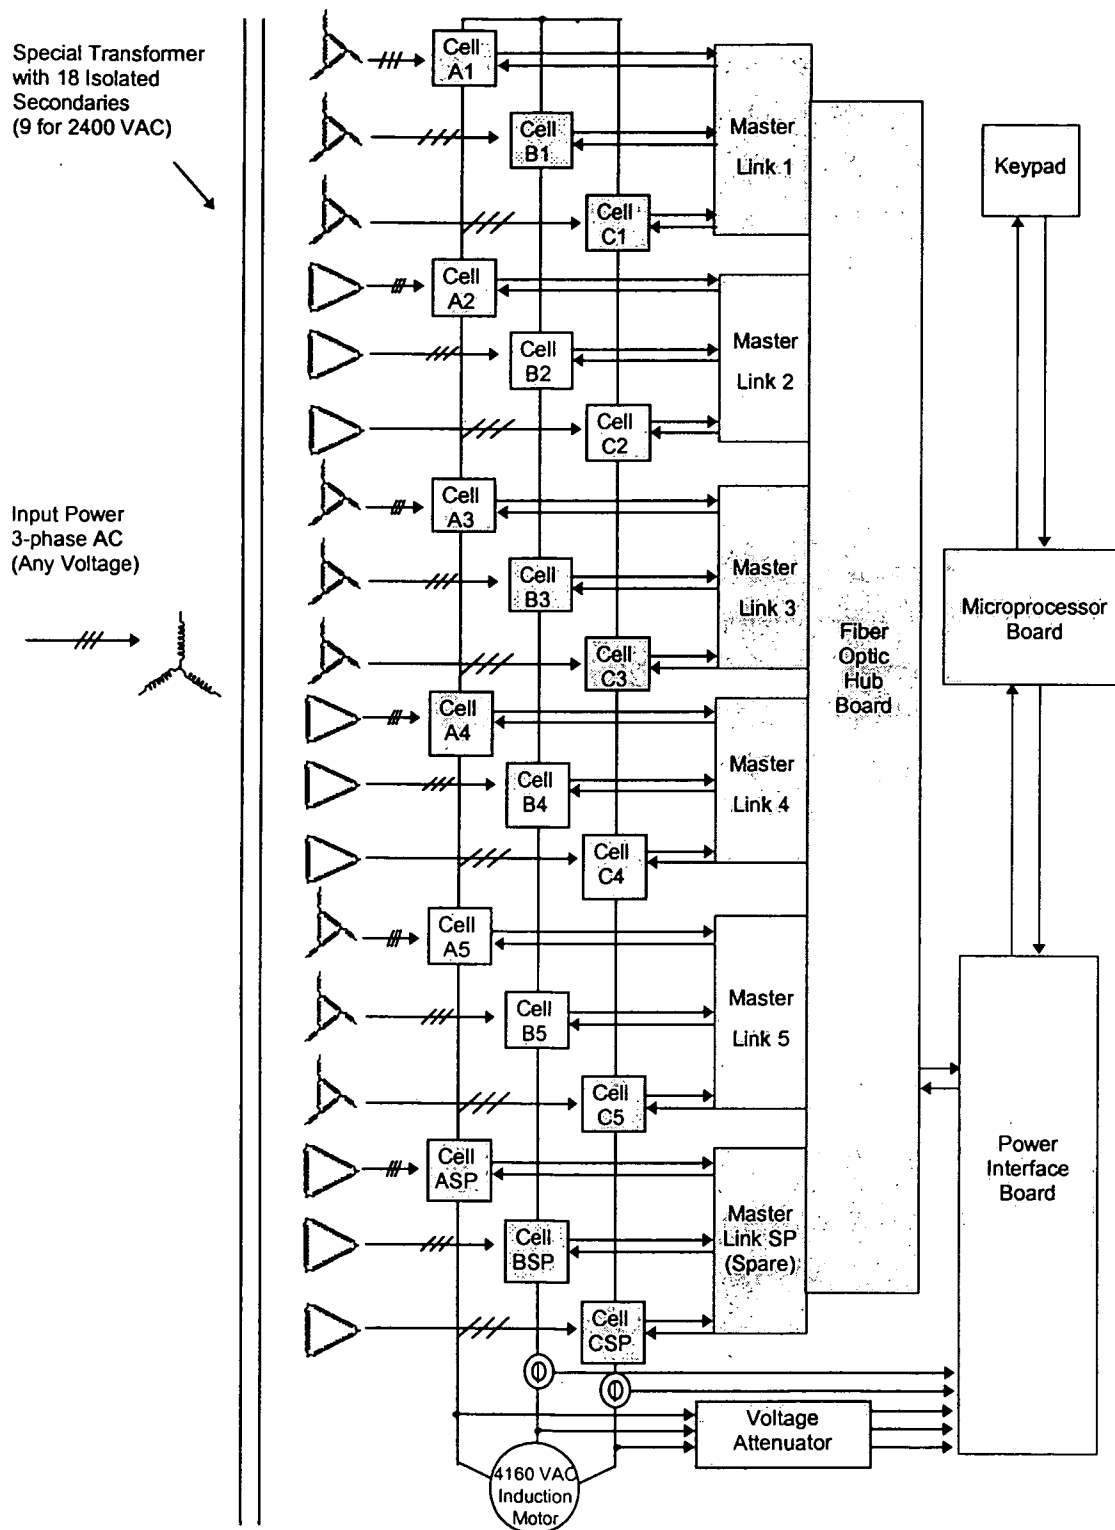 Special Transformer
with 18 Isolated
Secondaries
(9 for 2400 VAC)
Input Power
3-phase AC
(Any Voltage)
Cell
A1
Cell
B1
Cell
C1
Master
Link 1
Cell
A2
Cell
B2
Cell
C2
Master
Link 2
Cell
A3
Cell
B3
Cell
C3
Master
Link 3
Cell
A4
Cell
B4
Cell
C4
Master
Link 4
Cell
A5
Cell
B5
Cell
C5
Master
Link 5
Cell
ASP
Cell
BSP
Cell
CSP
Master
Link SP
(Spare)
Fiber
Optic
Hub
Board
Keypad
Microprocessor
Board
Power
Interface
Board
Voltage
Attenuator
4160 VAC
Induction
Motor